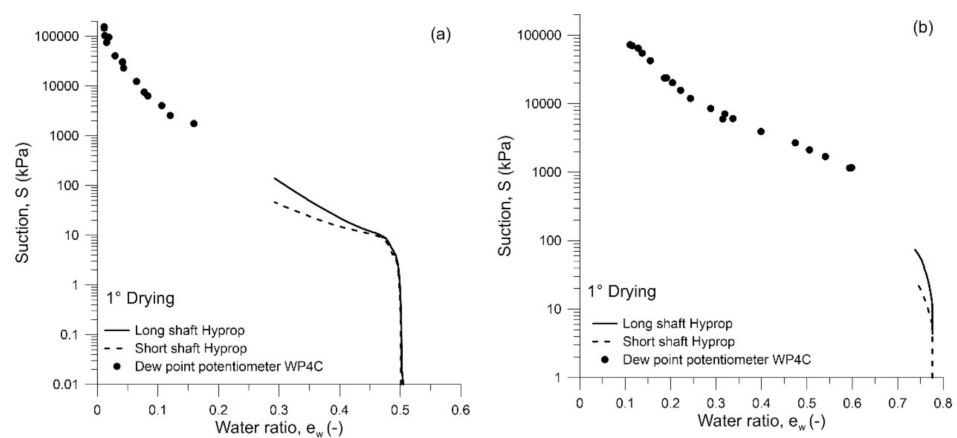 (a)
100000
10000
1000
100
10
1
0.1
0.01
Suction, S (kPa)
1° Drying
Long shaft Hyprop
Short shaft Hyprop
Dew point potentiometer WP4C
0 0.1 0.2 0.3 0.4 0.5 0.6
Water ratio, ew (-)
(b)
100000
10000
1000
100
10
1
Suction, S (kPa)
1° Drying
Long shaft Hyprop
Short shaft Hyprop
Dew point potentiometer WP4C
0 0.1 0.2 0.3 0.4 0.5 0.6 0.7 0.8
Water ratio, ew (-)